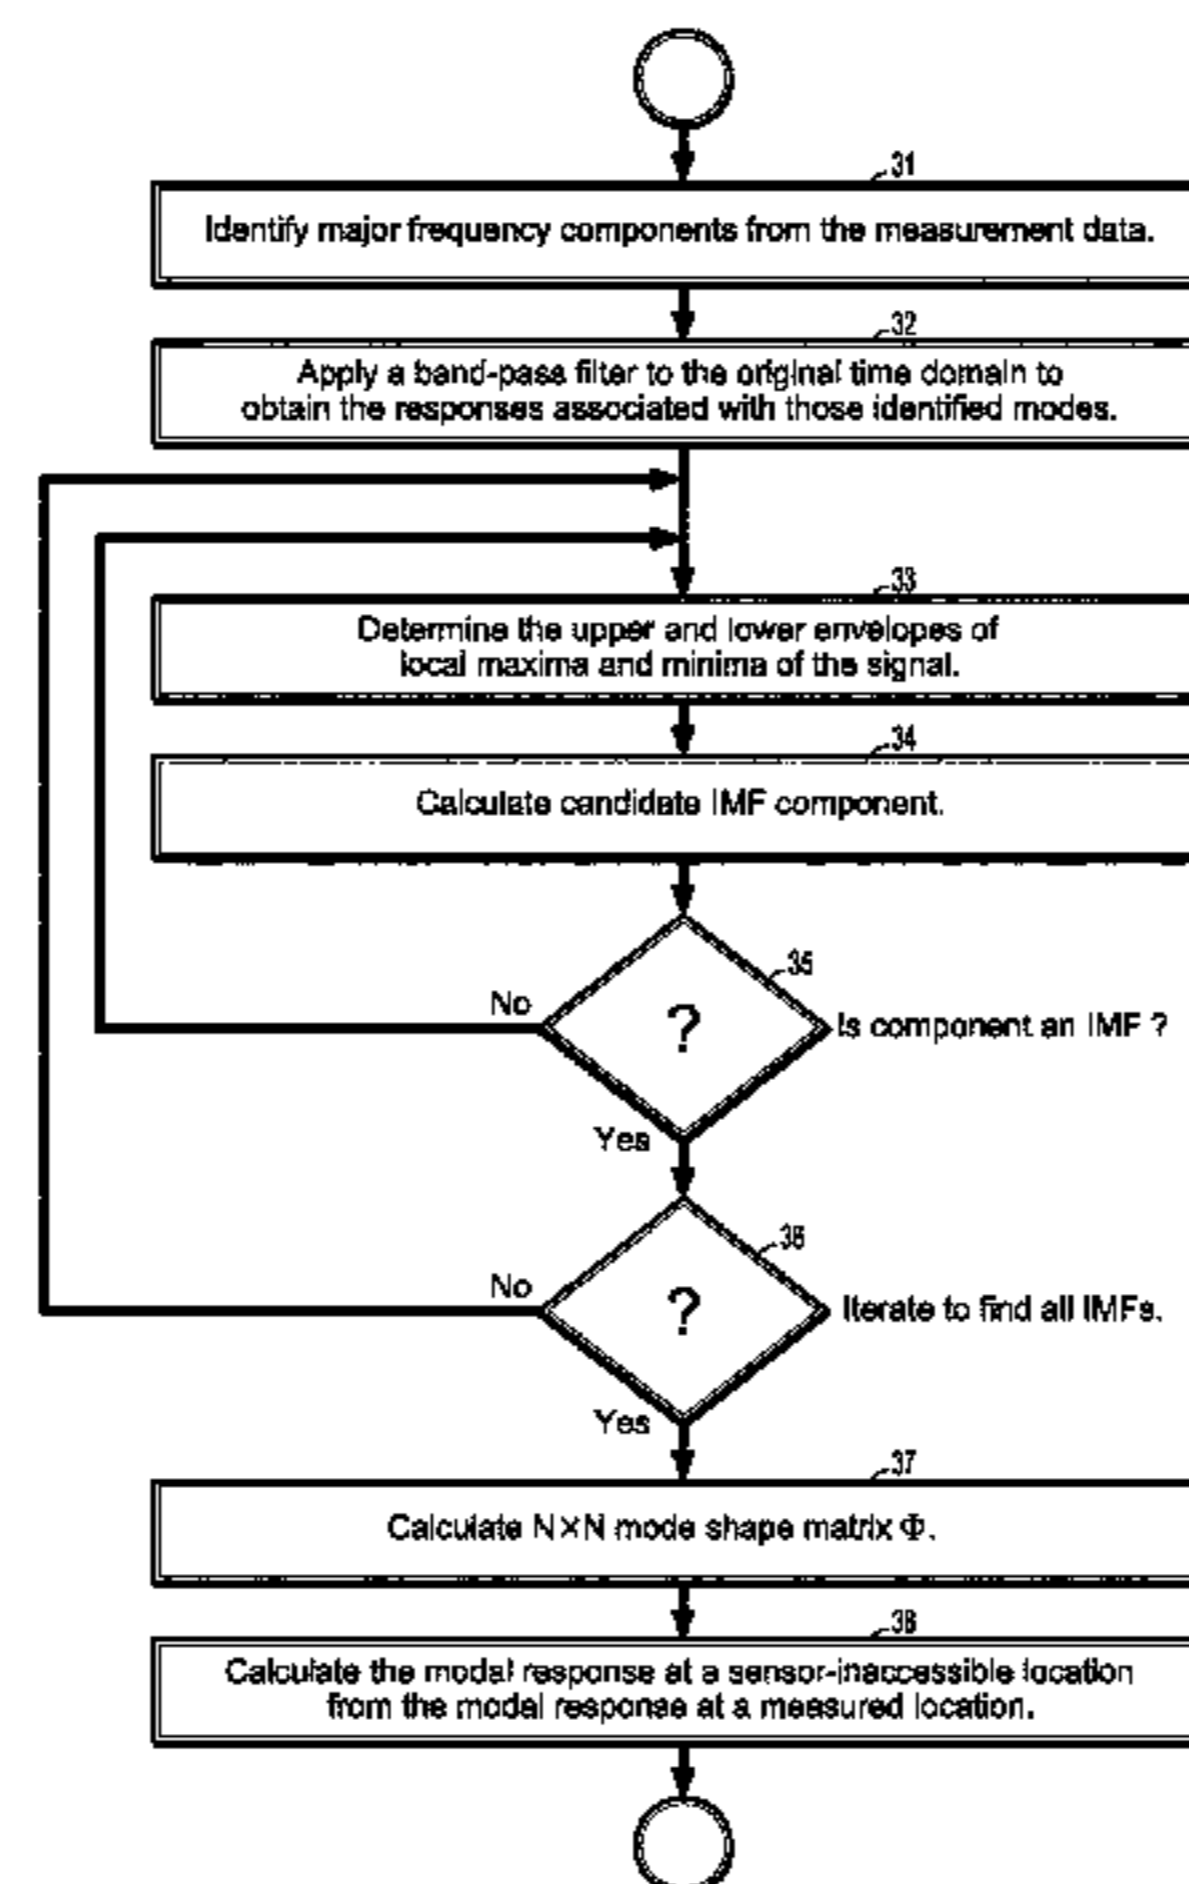 31
Identify major frequency components from the measurement data.
32
Apply a band-pass filter to the original time domain to
obtain the responses associated with those identified modes.
33
Determine the upper and lower envelopes of
local maxima and minima of the signal.
34
Calculate candidate IMF component.
35
No
?
Is component an IMF ?
Yes
36
No
?
Iterate to find all IMFs.
Yes
37
Calculate N×N mode shape matrix Φ.
38
Calculate the modal response at a sensor-inaccessible location
from the modal response at a measured location.